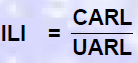 ILI = CARL
UARL